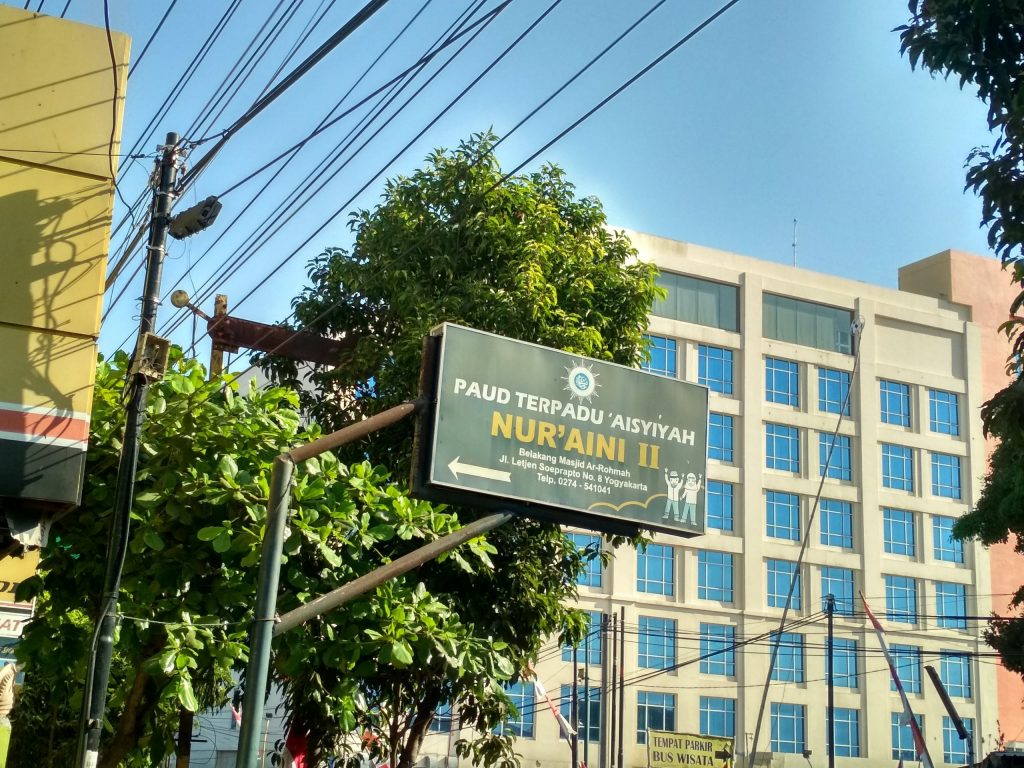 PAUD TERPADU 'AISYIYAH
NUR'AINI II
Belakang Masjid Ar-Rohmah
Jl. Letjen Soeprapto No. 8 Yogyakarta
Telp. 0274 - 541041
TEMPAT PARKIR
BUS WISATA